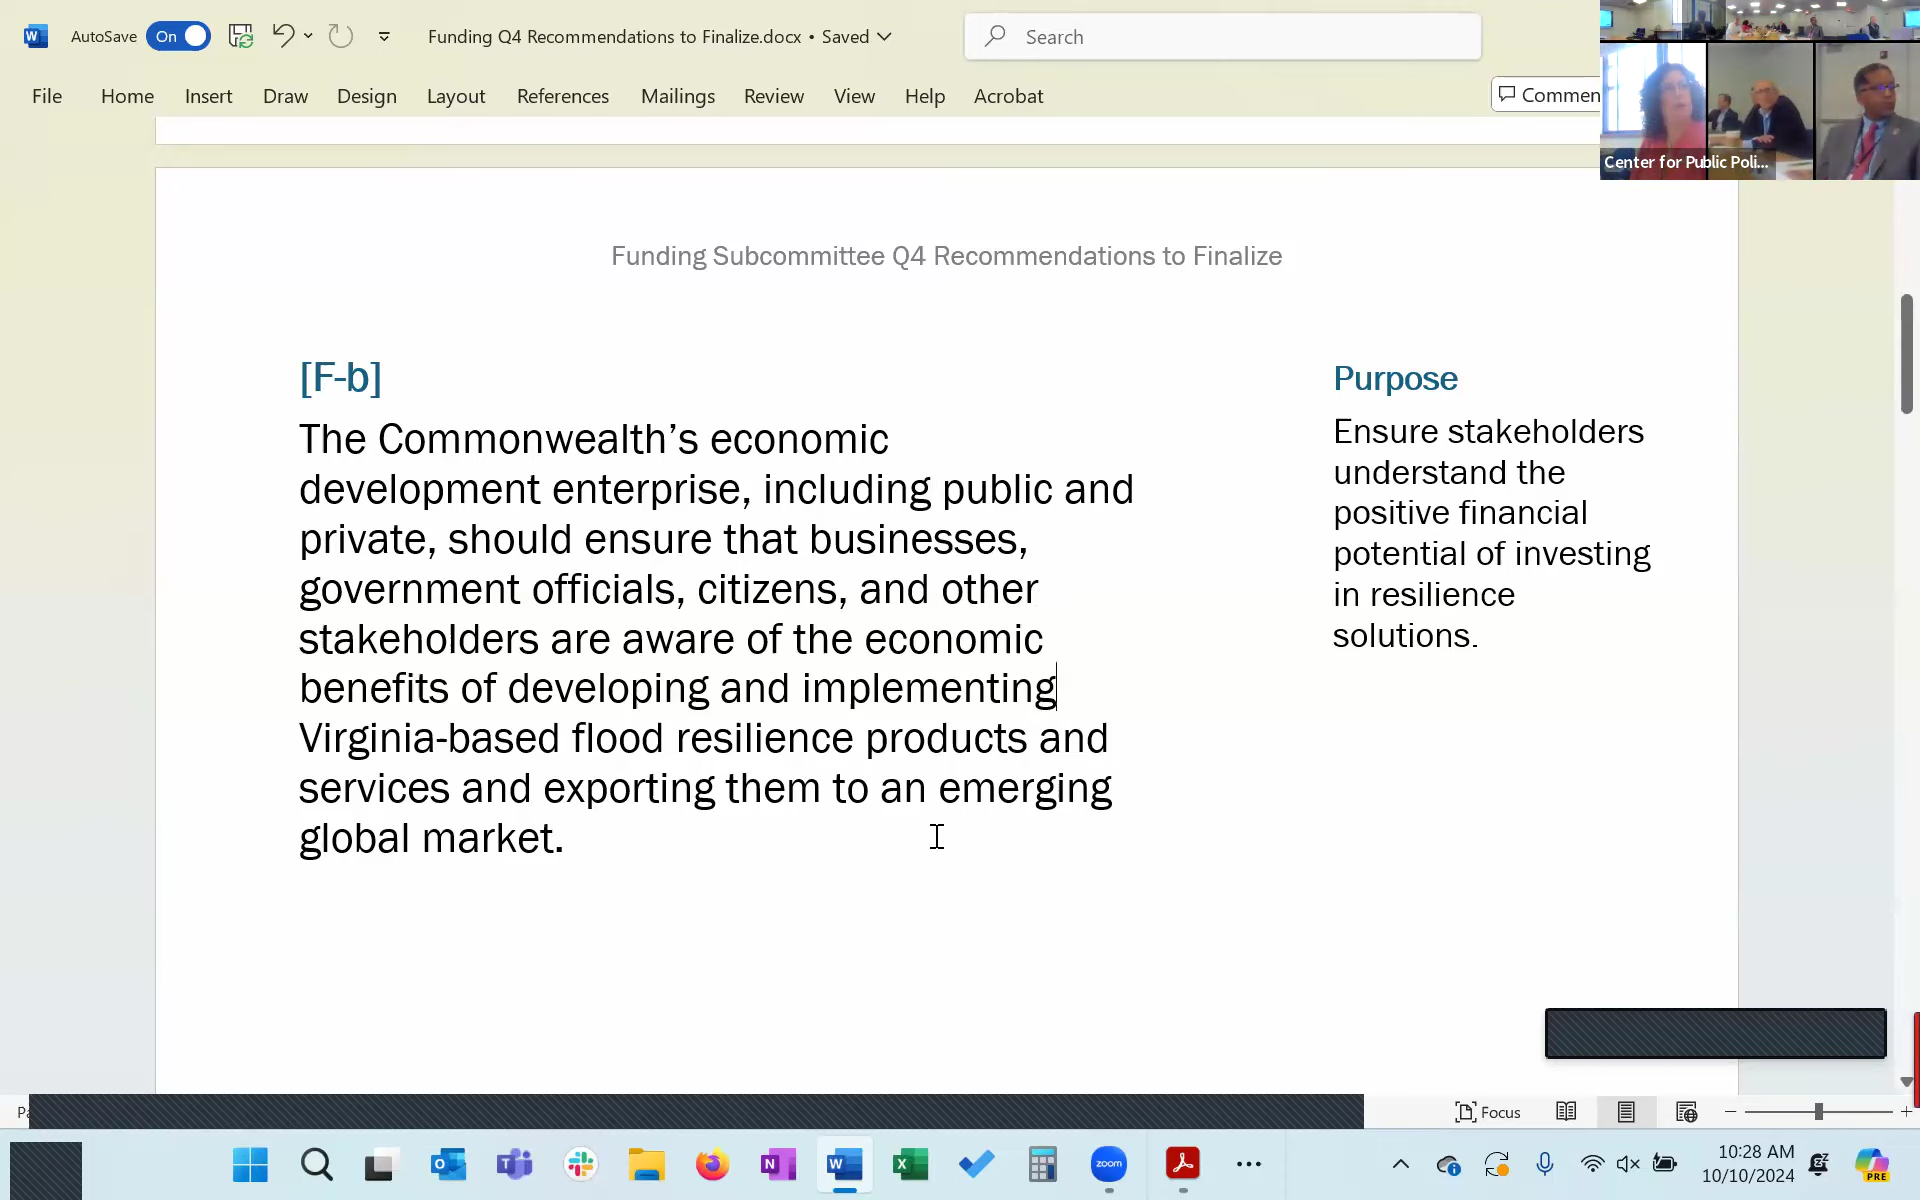 AutoSave On Funding Q4 Recommendations to Finalize.docx • Saved Search
File Home Insert Draw Design Layout References Mailings Review View Help Acrobat Commen
Center for Public Poli...
Funding Subcommittee Q4 Recommendations to Finalize
[F-b]
The Commonwealth’s economic
development enterprise, including public and
private, should ensure that businesses,
government officials, citizens, and other
stakeholders are aware of the economic
benefits of developing and implementing
Virginia-based flood resilience products and
services and exporting them to an emerging
global market.
Purpose
Ensure stakeholders
understand the
positive financial
potential of investing
in resilience
solutions.
Focus
zoom
10:28 AM
10/10/2024
PRE